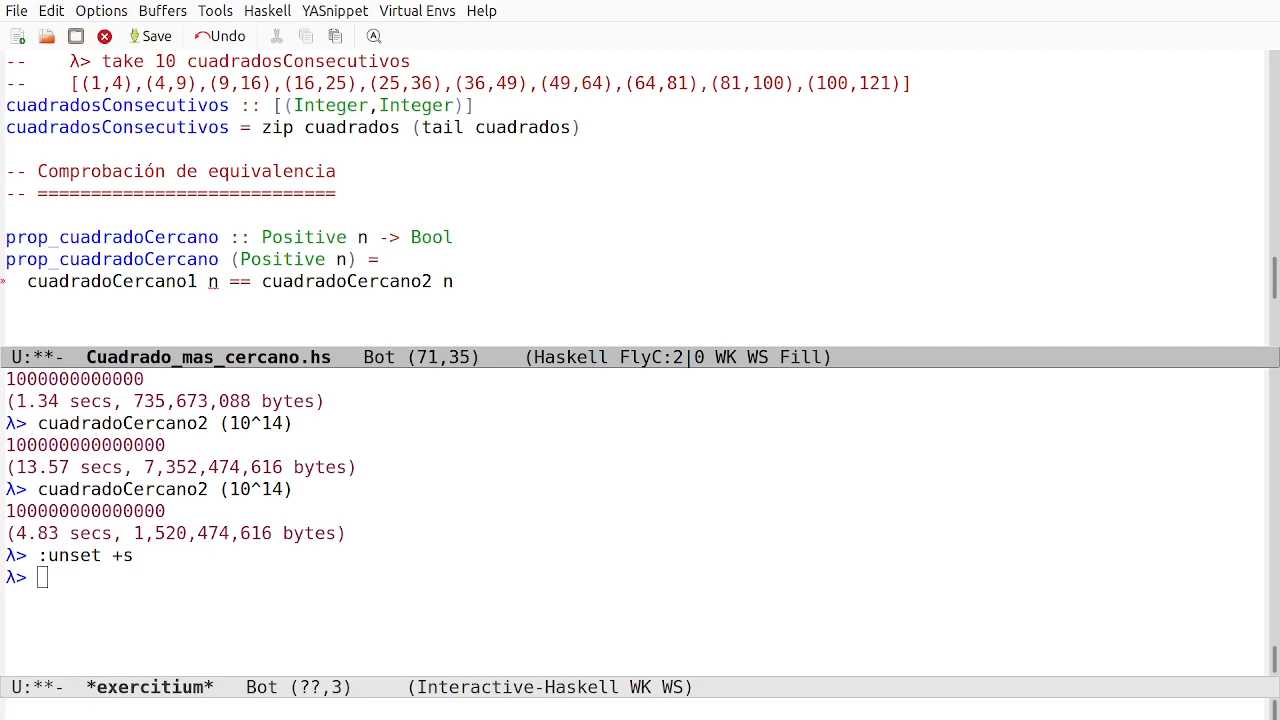 File Edit Options Buffers Tools Haskell YASnippet Virtual Envs Help
Save Undo
-- λ> take 10 cuadradosConsecutivos
-- [(1,4),(4,9),(9,16),(16,25),(25,36),(36,49),(49,64),(64,81),(81,100),(100,121)]
cuadradosConsecutivos :: [(Integer,Integer)]
cuadradosConsecutivos = zip cuadrados (tail cuadrados)
-- Comprobación de equivalencia
-- ============================
prop_cuadradoCercano :: Positive n -> Bool
prop_cuadradoCercano (Positive n) =
» cuadradoCercano1 n == cuadradoCercano2 n
U:**- Cuadrado_mas_cercano.hs Bot (71,35) (Haskell FlyC:2|0 WK WS Fill)
1000000000000
(1.34 secs, 735,673,088 bytes)
λ> cuadradoCercano2 (10^14)
100000000000000
(13.57 secs, 7,352,474,616 bytes)
λ> cuadradoCercano2 (10^14)
100000000000000
(4.83 secs, 1,520,474,616 bytes)
λ> :unset +s
λ>
U:**- *exercitium* Bot (??,3) (Interactive-Haskell WK WS)